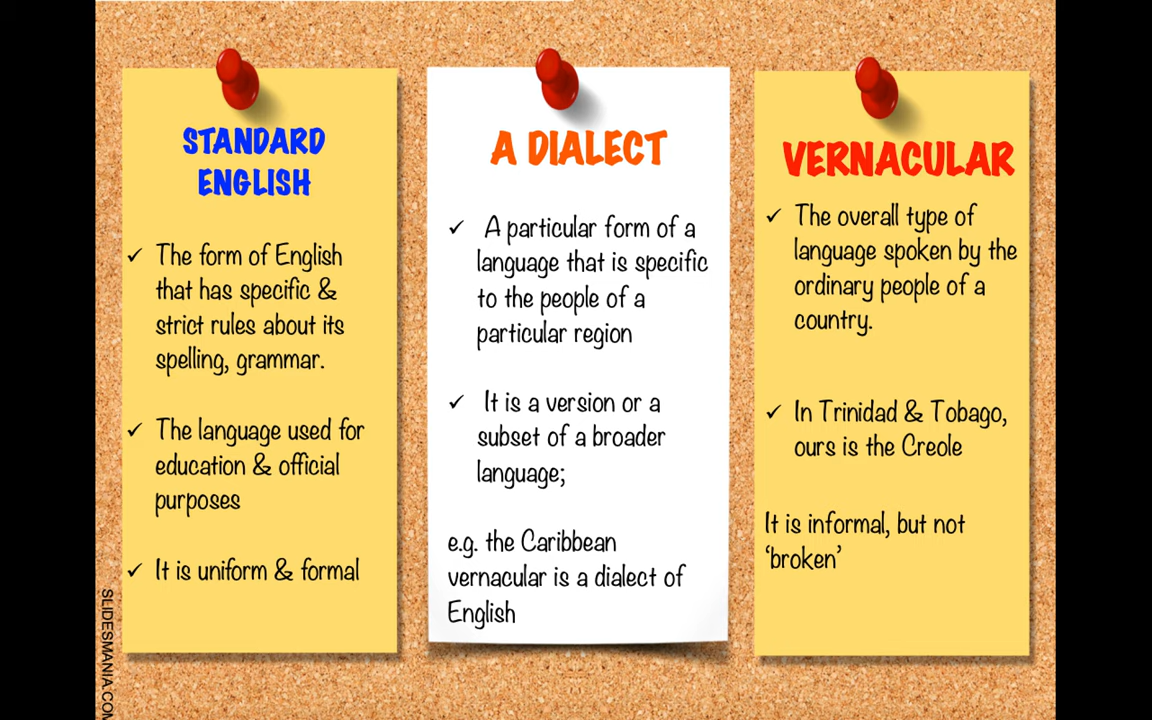 STANDARD
ENGLISH
✓ The form of English
that has specific &
strict rules about its
spelling, grammar.
✓ The language used for
education & official
purposes
✓ It is uniform & formal
A DIALECT
✓ A particular form of a
language that is specific
to the people of a
particular region
✓ It is a version or a
subset of a broader
language;
e.g. the Caribbean
vernacular is a dialect of
English
VERNACULAR
✓ The overall type of
language spoken by the
ordinary people of a
country.
✓ In Trinidad & Tobago,
ours is the Creole
It is informal, but not
‘broken’
SLIDESMANIA.COM